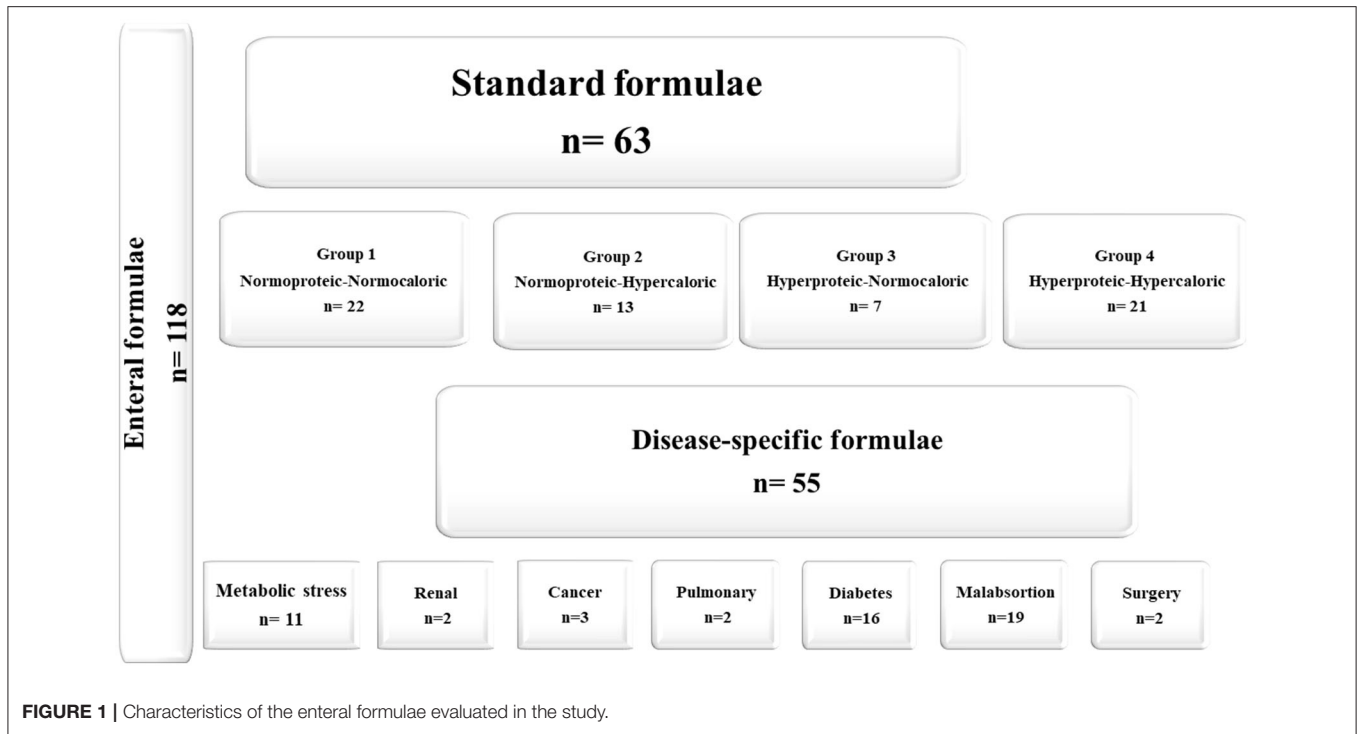 Enteral formulae
n= 118
Standard formulae
n= 63
Group 1
Normoproteic-Normocaloric
n= 22
Group 2
Normoproteic-Hypercaloric
n= 13
Group 3
Hyperproteic-Normocaloric
n= 7
Group 4
Hyperproteic-Hypercaloric
n= 21
Disease-specific formulae
n= 55
Metabolic stress
n= 11
Renal
n=2
Cancer
n=3
Pulmonary
n=2
Diabetes
n=16
Malabsortion
n=19
Surgery
n=2
FIGURE 1 | Characteristics of the enteral formulae evaluated in the study.